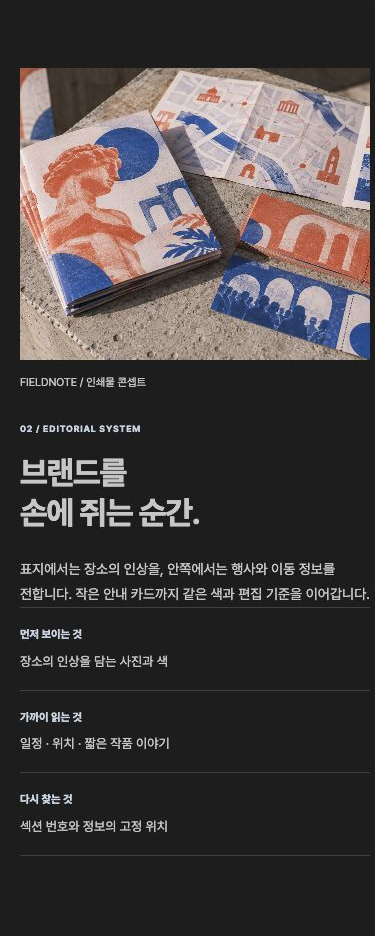 FIELDNOTE / 인쇄물 콘셉트
02 / EDITORIAL SYSTEM
브랜드를
손에 쥐는 순간.
표지에서는 장소의 인상을, 안쪽에서는 행사와 이동 정보를
전합니다. 작은 안내 카드까지 같은 색과 편집 기준을 이어갑니다.
먼저 보이는 것
장소의 인상을 담는 사진과 색
가까이 읽는 것
일정 · 위치 · 짧은 작품 이야기
다시 찾는 것
섹션 번호와 정보의 고정 위치